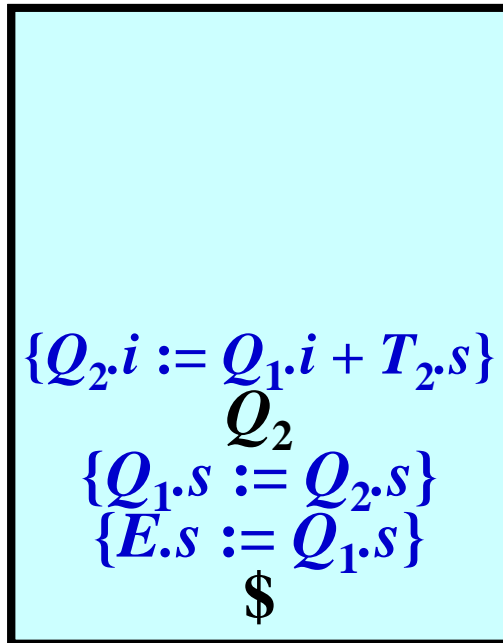 {Q₂.i := Q₁.i + T₂.s}
Q₂
{Q₁.s := Q₂.s}
{E.s := Q₁.s}
$